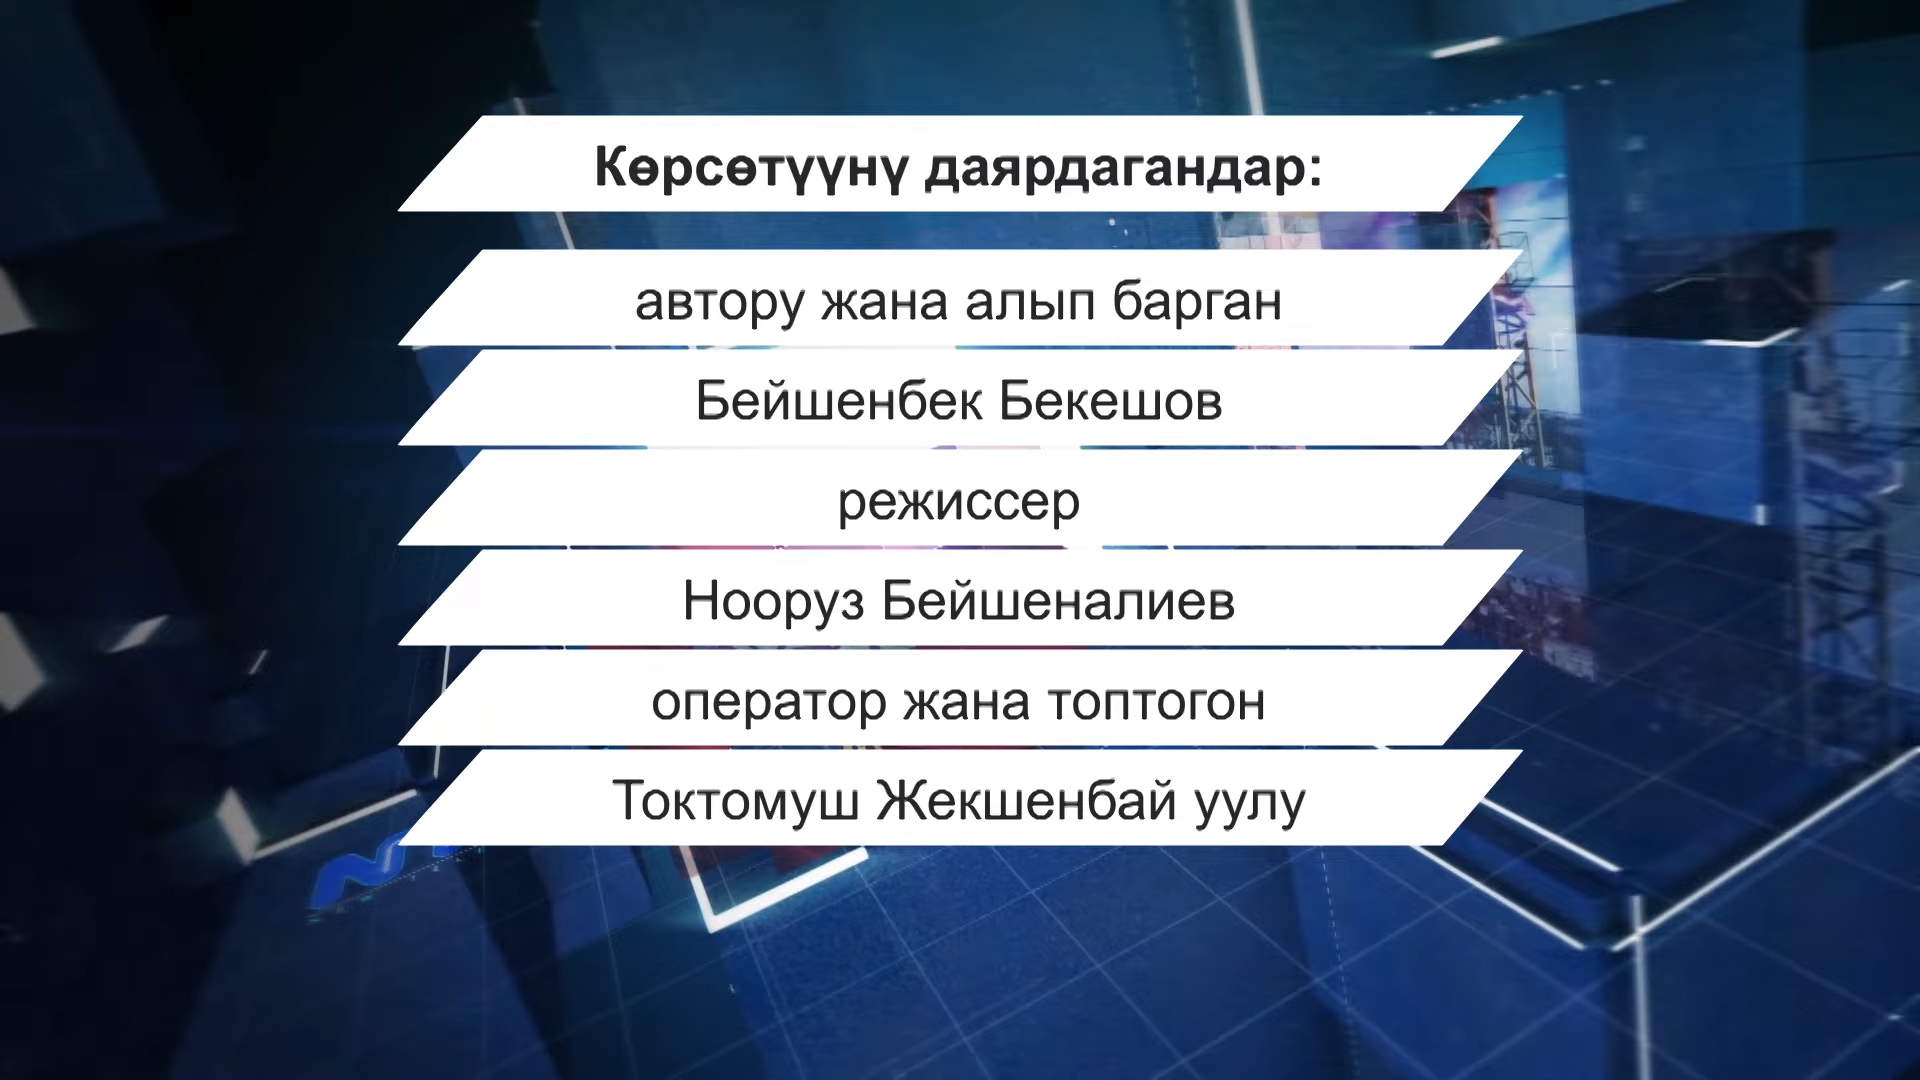 Көрсөтүүнү даярдагандар:
автору жана алып барган
Бейшенбек Бекешов
режиссер
Нооруз Бейшеналиев
оператор жана топтогон
Токтомуш Жекшенбай уулу